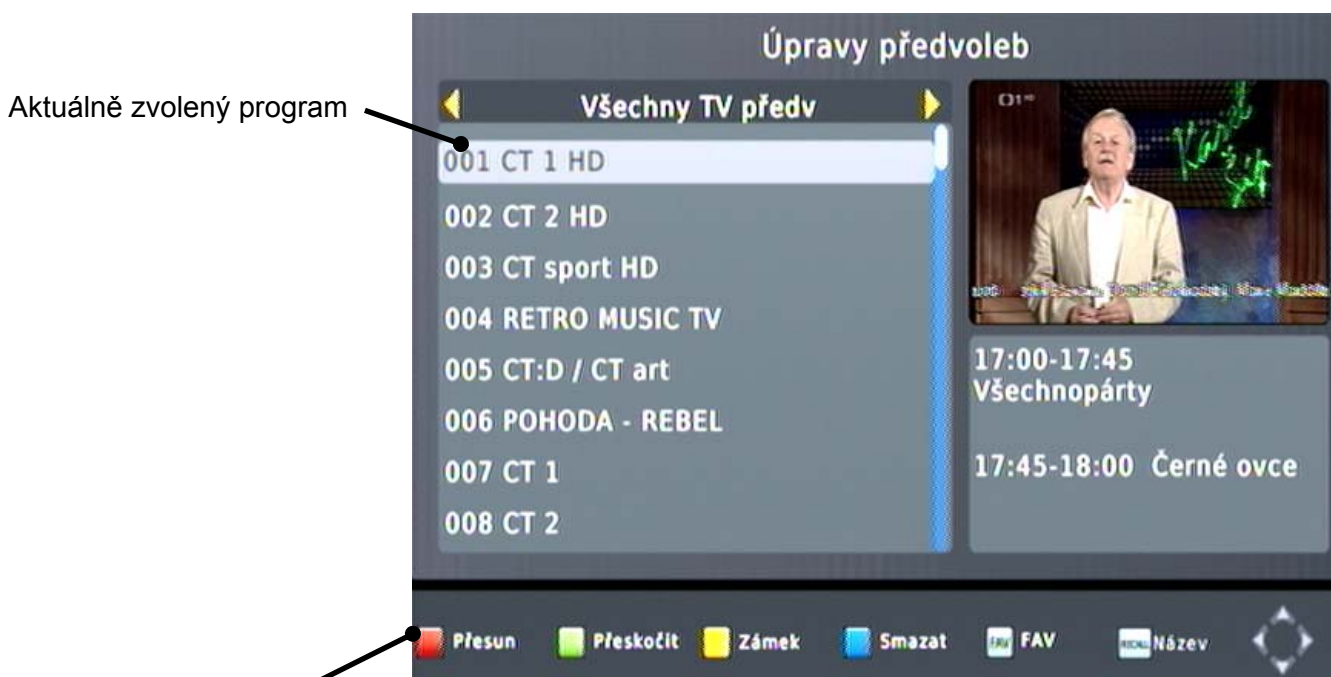 Úpravy předvoleb
Aktuálně zvolený program
Všechny TV předv
001 CT 1 HD
002 CT 2 HD
003 CT sport HD
004 RETRO MUSIC TV
005 CT:D / CT art
006 POHODA - REBEL
007 CT 1
008 CT 2
17:00-17:45
Všechnopárty
17:45-18:00 Černé ovce
Přesun Přeskočit Zámek Smazat FAV FAV RECALL Název